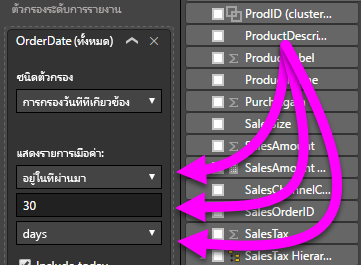 ตัวกรองระดับการรายงาน
OrderDate (ทั้งหมด)
ชนิดตัวกรอง
การกรองวันที่ที่เกี่ยวข้อง
แสดงรายการเมื่อค่า:
อยู่ในที่ผ่านมา
30
days
Include today
ProdID (cluster...
ProductDescri...
SaleSize
SalesAmount
SalesAmount ...
SalesChannelC...
SalesOrderID
SalesTax
SalesTax Hierar...